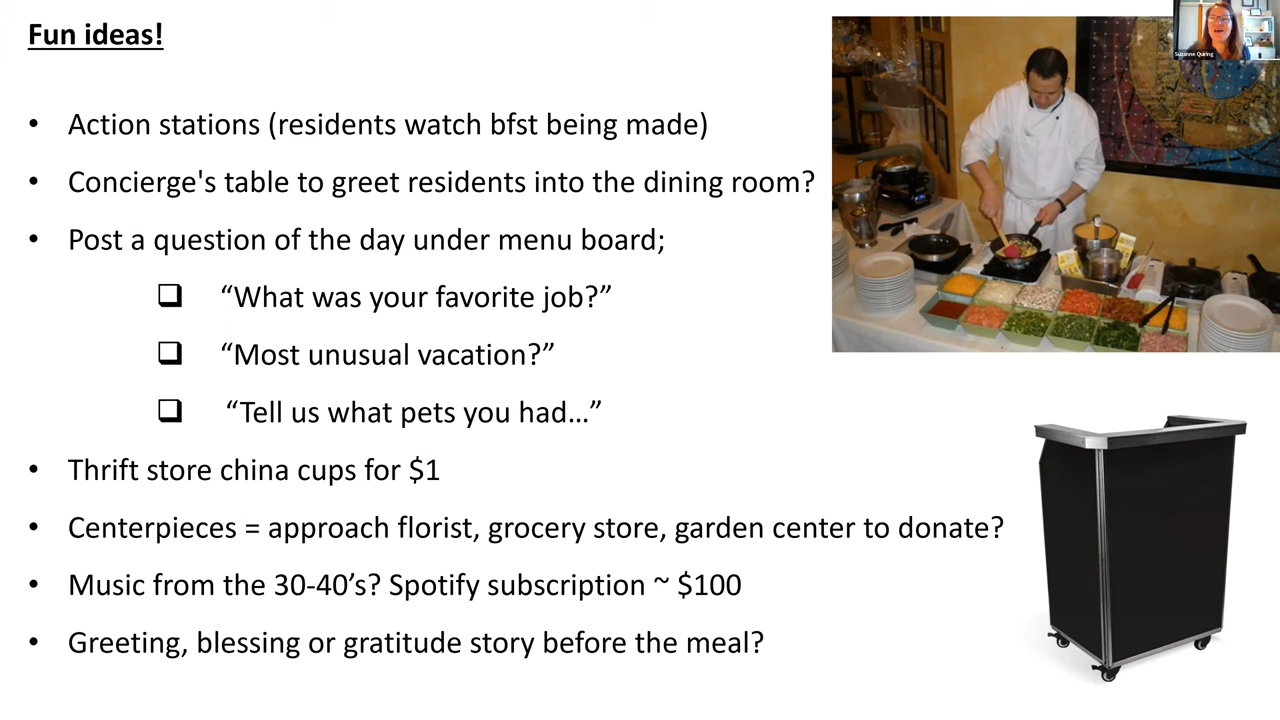 Fun ideas!
Suzanne Quiring
• Action stations (residents watch bfst being made)
• Concierge's table to greet residents into the dining room?
• Post a question of the day under menu board;
❑ “What was your favorite job?”
❑ “Most unusual vacation?”
❑ “Tell us what pets you had…”
• Thrift store china cups for $1
• Centerpieces = approach florist, grocery store, garden center to donate?
• Music from the 30-40’s? Spotify subscription ~ $100
• Greeting, blessing or gratitude story before the meal?